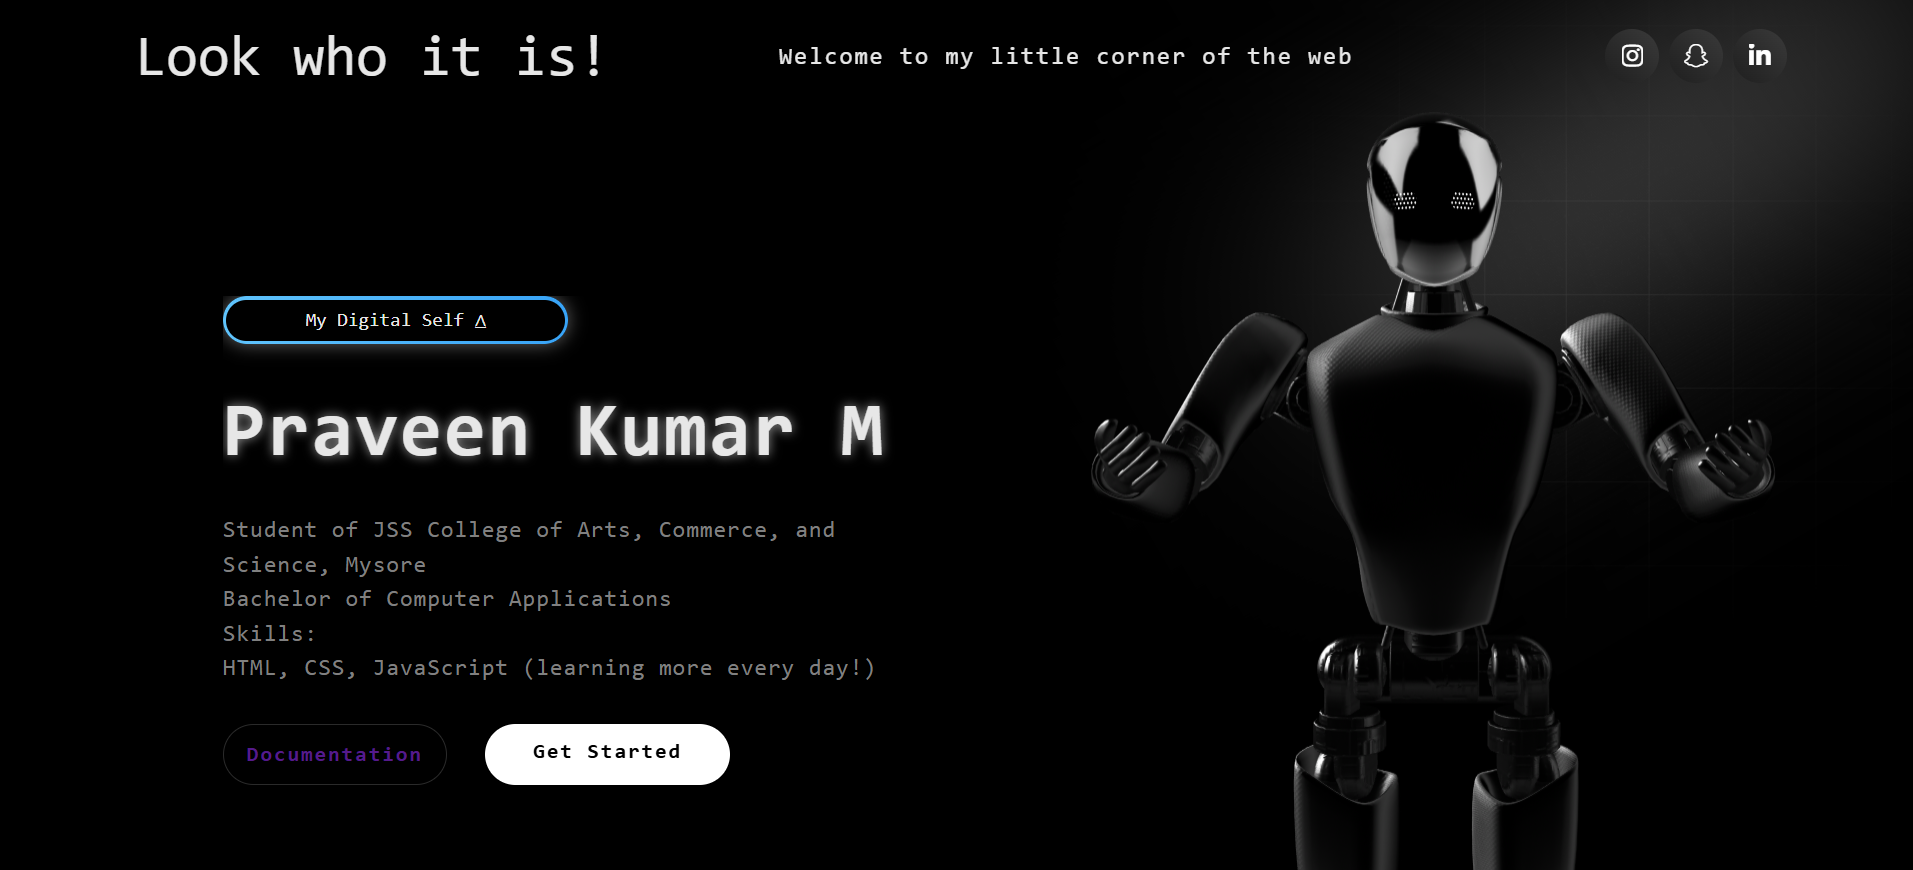 Look who it is!
Welcome to my little corner of the web
in
My Digital Self Δ
Praveen Kumar M
Student of JSS College of Arts, Commerce, and
Science, Mysore
Bachelor of Computer Applications
Skills:
HTML, CSS, JavaScript (learning more every day!)
Documentation
Get Started